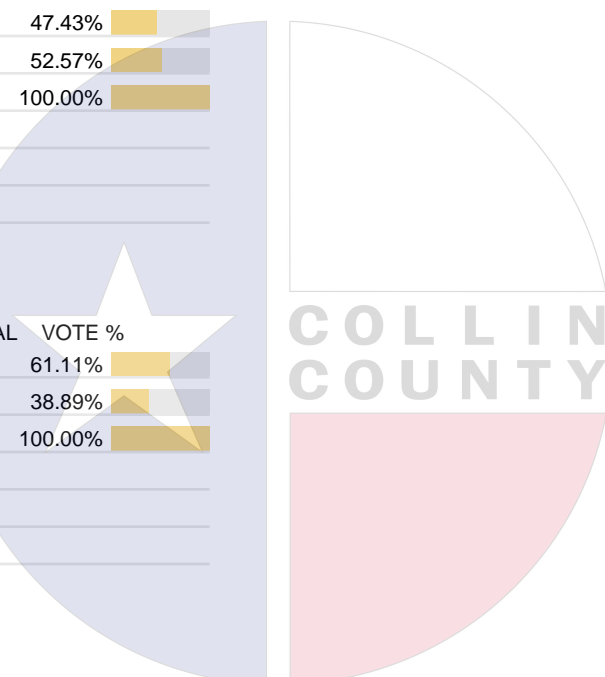 47.43%
52.57%
100.00%
VOTE %
61.11%
38.89%
100.00%
COLLIN
COUNTY